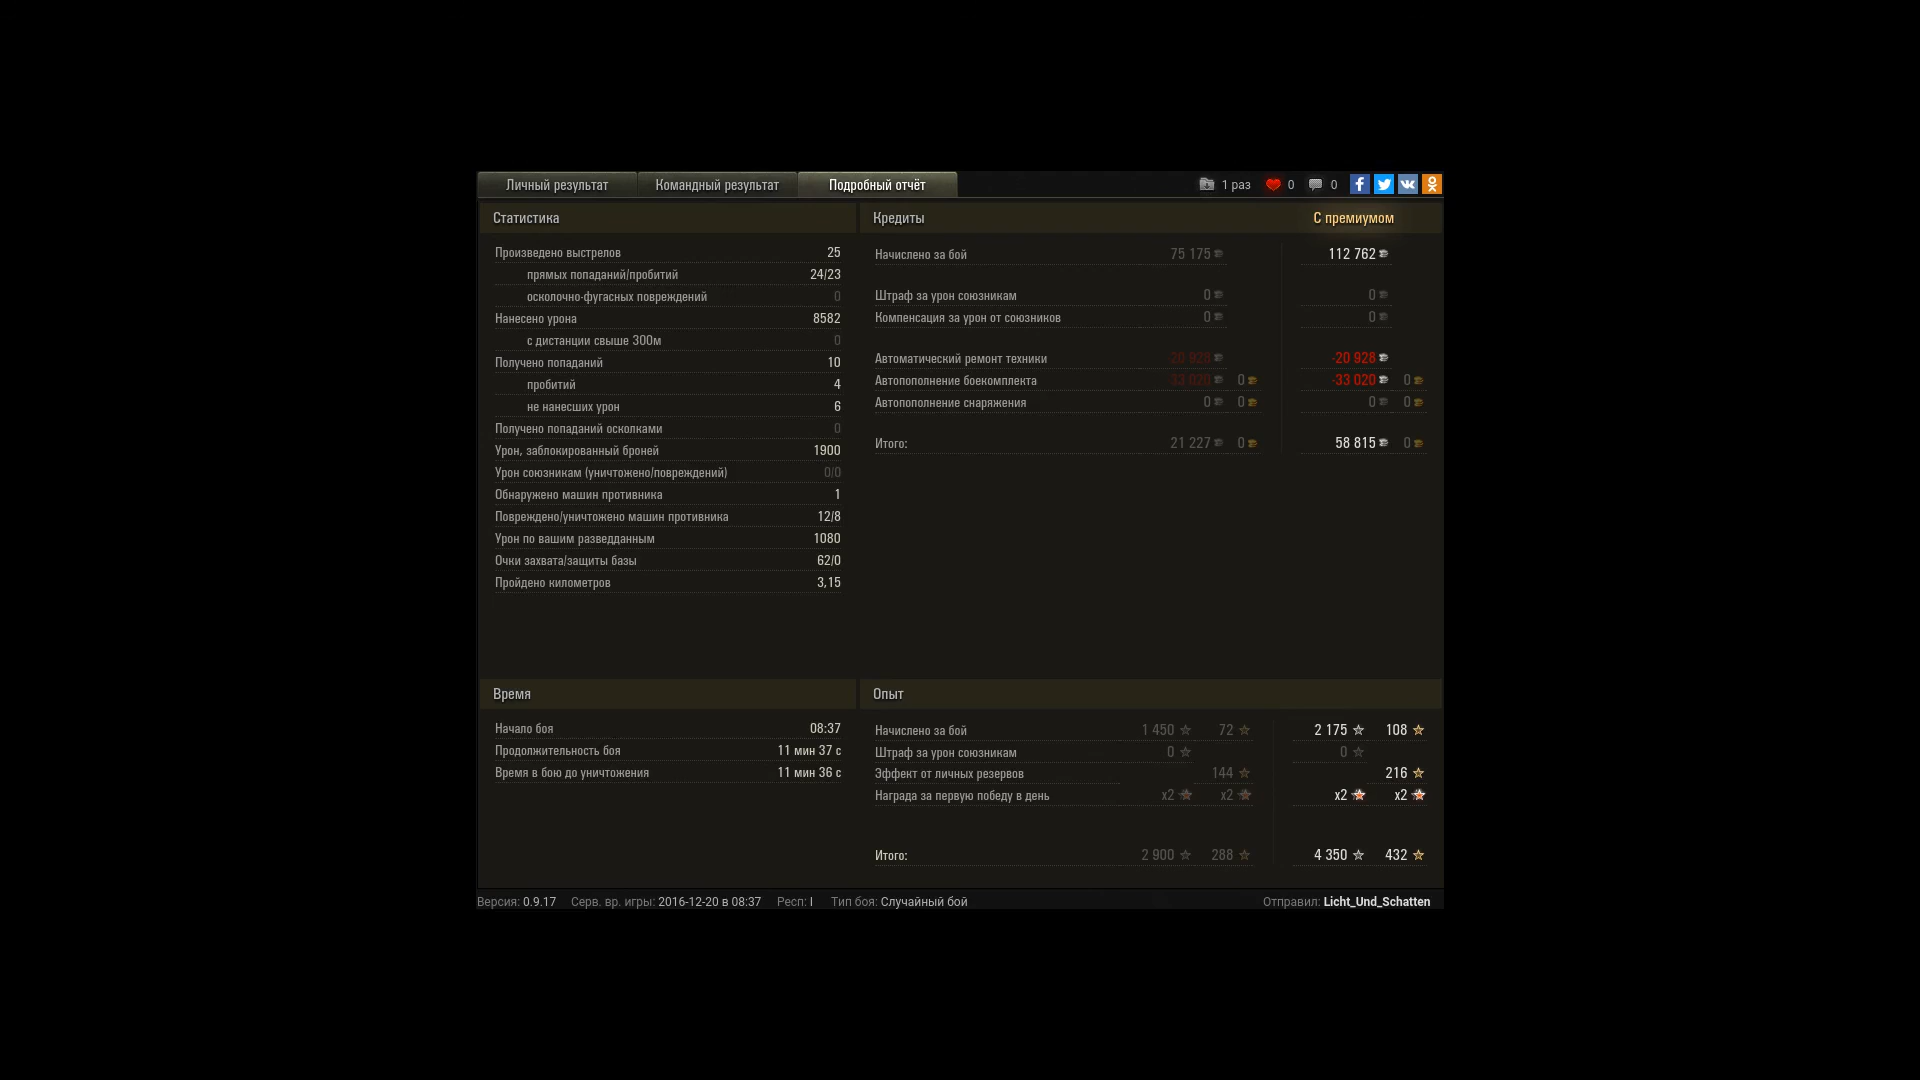 Личный результат Командный результат Подробный отчёт 1 раз 0 0
Статистика
Произведено выстрелов 25
прямых попаданий/пробитий 24/23
осколочно-фугасных повреждений 0
Нанесено урона 8582
с дистанции свыше 300м 0
Получено попаданий 10
пробитий 4
не нанесших урон 6
Получено попаданий осколками 0
Урон, заблокированный броней 1900
Урон союзникам (уничтожено/повреждений) 0/0
Обнаружено машин противника 1
Повреждено/уничтожено машин противника 12/8
Урон по вашим разведданным 1080
Очки захвата/защиты базы 62/0
Пройдено километров 3,15
Кредиты С премиумом
Начислено за бой 75 175 112 762
Штраф за урон союзникам 0 0
Компенсация за урон от союзников 0 0
Автоматический ремонт техники -20 928 -20 928
Автопополнение боекомплекта -33 020 0 -33 020 0
Автопополнение снаряжения 0 0 0 0
Итого: 21 227 0 58 815 0
Время
Начало боя 08:37
Продолжительность боя 11 мин 37 с
Время в бою до уничтожения 11 мин 36 с
Опыт
Начислено за бой 1 450 72 2 175 108
Штраф за урон союзникам 0 0
Эффект от личных резервов 144 216
Награда за первую победу в день x2 x2 x2 x2
Итого: 2 900 288 4 350 432
Версия: 0.9.17 Серв. вр. игры: 2016-12-20 в 08:37 Респ: I Тип боя: Случайный бой Отправил: Licht_Und_Schatten